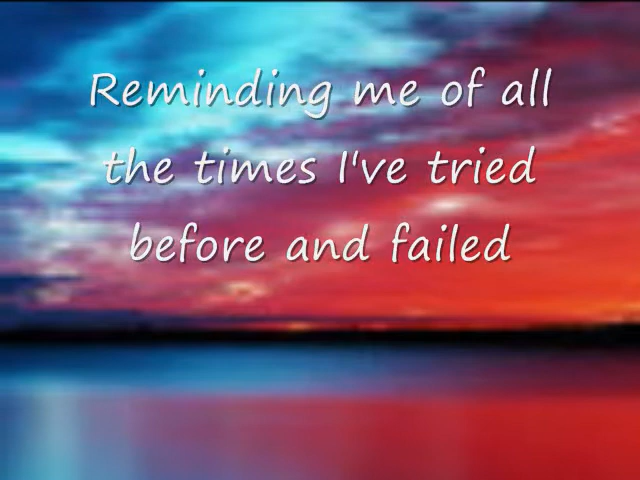 Reminding me of all
the times I've tried
before and failed